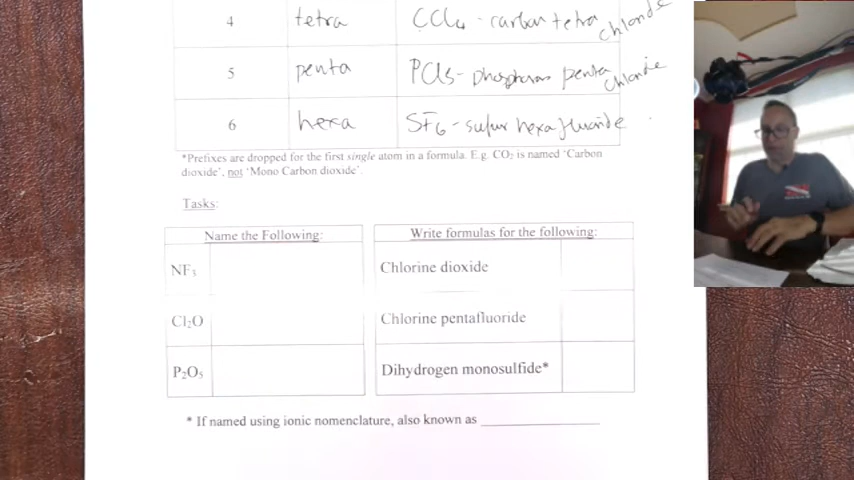 4 tetra CCl₄ - carbon tetra chloride
5 penta PCl5 - phosphorus penta chloride
6 hexa SF6 - sulfur hexa fluoride
*Prefixes are dropped for the first single atom in a formula. E.g. CO₂ is named 'Carbon
dioxide', not 'Mono Carbon dioxide'.
Tasks:
Name the Following: Write formulas for the following:
NF₃ Chlorine dioxide
Cl₂O Chlorine pentafluoride
P₂O₅ Dihydrogen monosulfide*
* If named using ionic nomenclature, also known as